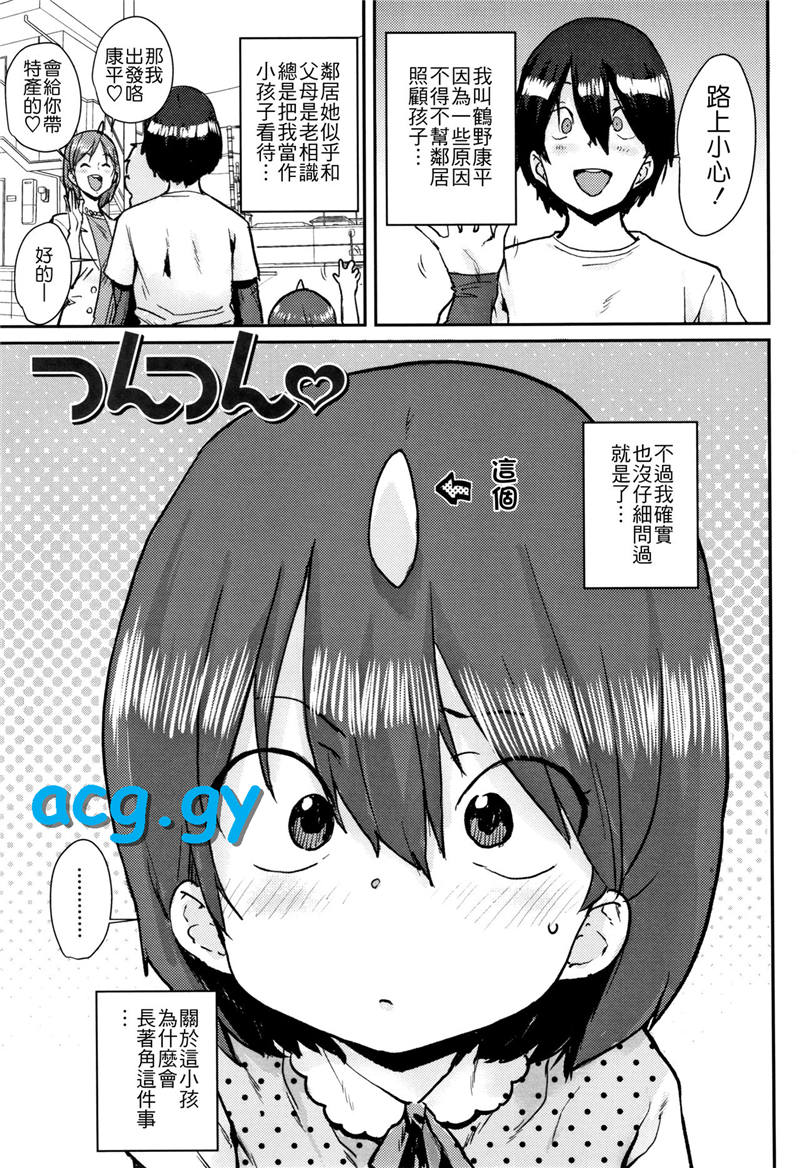 路上小心！
我叫鶴野康平
因為一些原因
不得不幫鄰居
照顧孩子…
鄰居她似乎和
父母是老相識
總是把我當作
小孩子看待…
那我
出發咯
康平♡
會給你帶
特產的♡
好的—
つんつん♡
不過我確實
也沒仔細問過
就是了…
這個
acg.gy
………
關於這小孩
為什麼會
長著角這件事
…